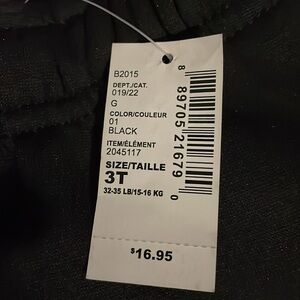 B2015
DEPT./CAT.
019/22
G
COLOR/COULEUR
01
BLACK
ITEM/ÉLÉMENT
2045117
SIZE/TAILLE
3T
32-35 LB/15-16 KG
8 89705 21679 0
$16.95